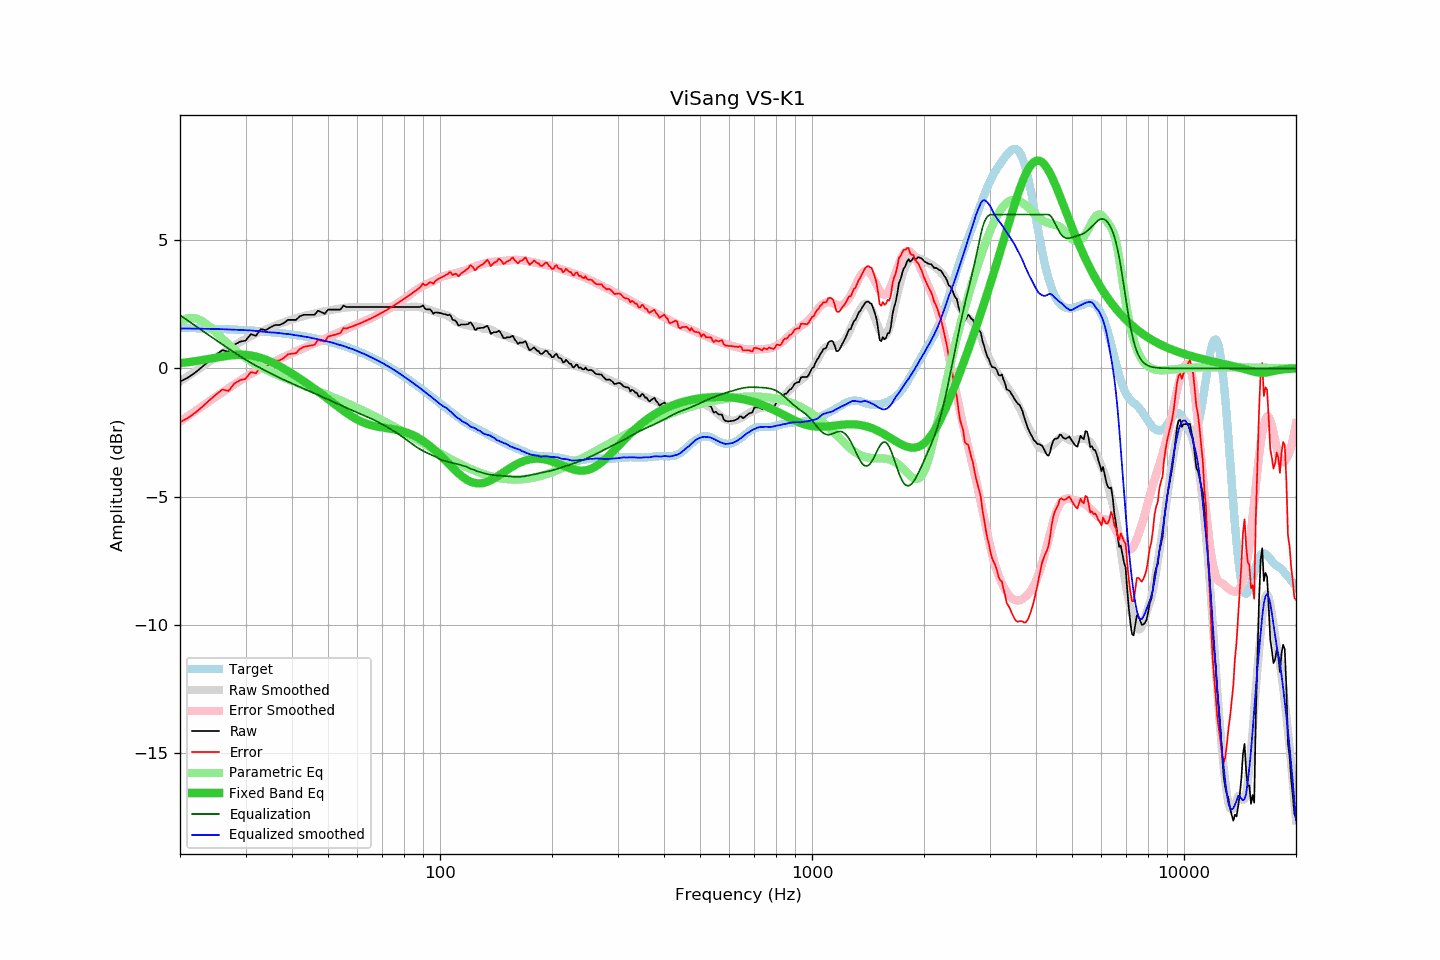 ViSang VS-K1
Amplitude (dBr)
5
0
−5
−10
−15
Target
Raw Smoothed
Error Smoothed
Raw
Error
Parametric Eq
Fixed Band Eq
Equalization
Equalized smoothed
100
1000
10000
Frequency (Hz)